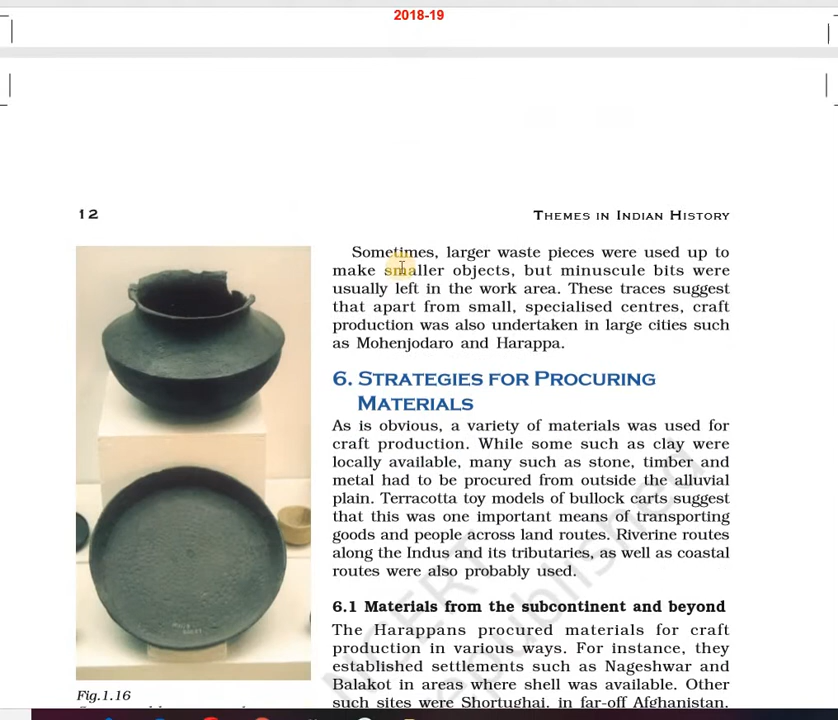 2018-19
12
THEMES IN INDIAN HISTORY
Sometimes, larger waste pieces were used up to
make smaller objects, but minuscule bits were
usually left in the work area. These traces suggest
that apart from small, specialised centres, craft
production was also undertaken in large cities such
as Mohenjodaro and Harappa.
6. STRATEGIES FOR PROCURING
MATERIALS
As is obvious, a variety of materials was used for
craft production. While some such as clay were
locally available, many such as stone, timber and
metal had to be procured from outside the alluvial
plain. Terracotta toy models of bullock carts suggest
that this was one important means of transporting
goods and people across land routes. Riverine routes
along the Indus and its tributaries, as well as coastal
routes were also probably used.
6.1 Materials from the subcontinent and beyond
The Harappans procured materials for craft
production in various ways. For instance, they
established settlements such as Nageshwar and
Balakot in areas where shell was available. Other
such sites were Shortughai, in far-off Afghanistan,
Fig.1.16
NCERT
republished